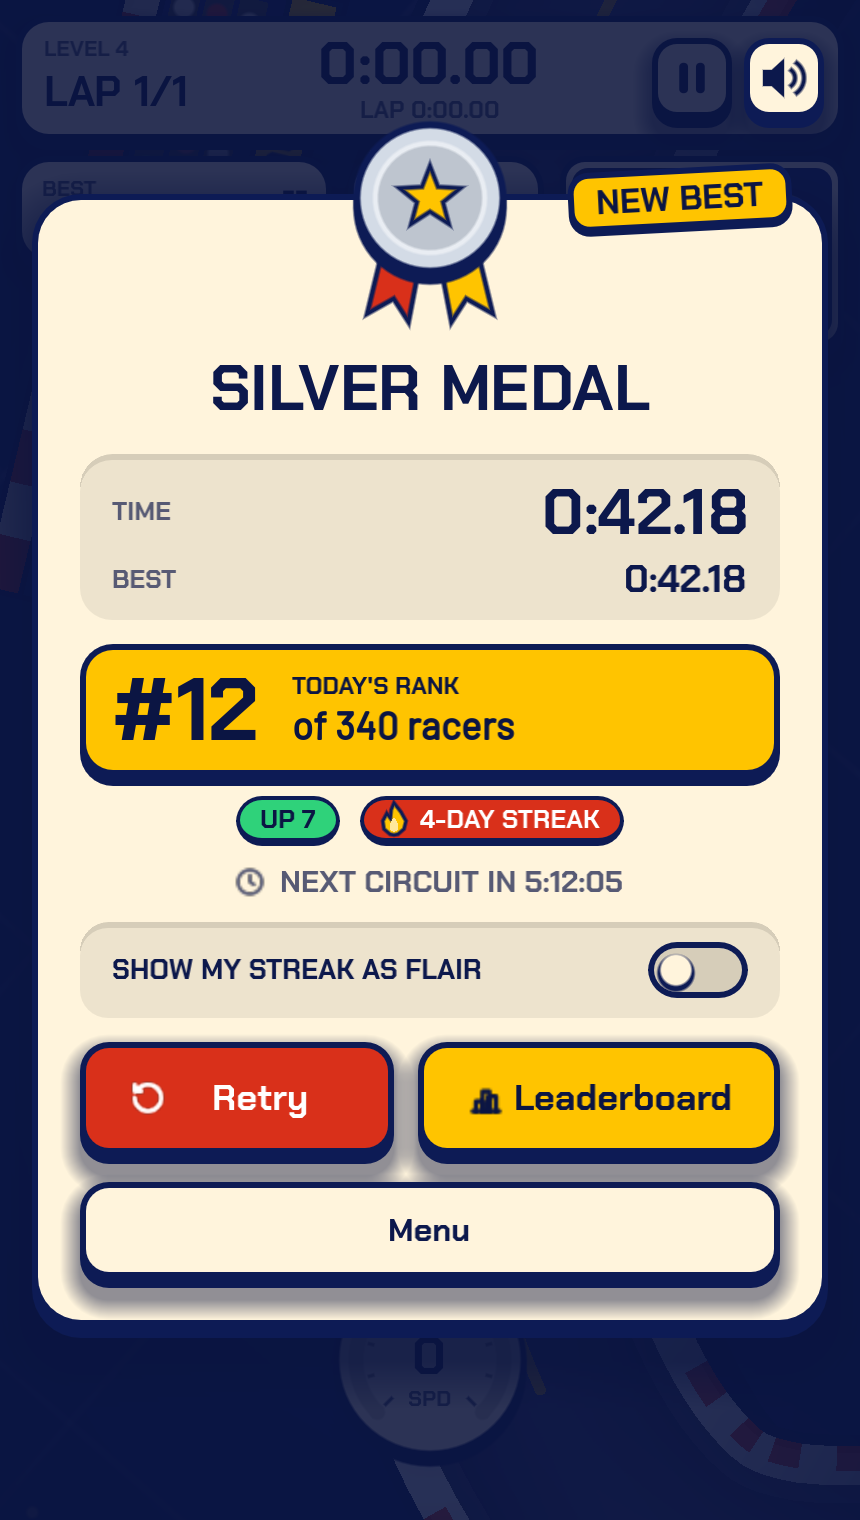 LEVEL 4
LAP 1/1
0:00.00
LAP 0:00.00
BEST
--
NEW BEST
SILVER MEDAL
TIME 0:42.18
BEST 0:42.18
#12
TODAY'S RANK
of 340 racers
UP 7
4-DAY STREAK
NEXT CIRCUIT IN 5:12:05
SHOW MY STREAK AS FLAIR
Retry
Leaderboard
Menu
0
SPD